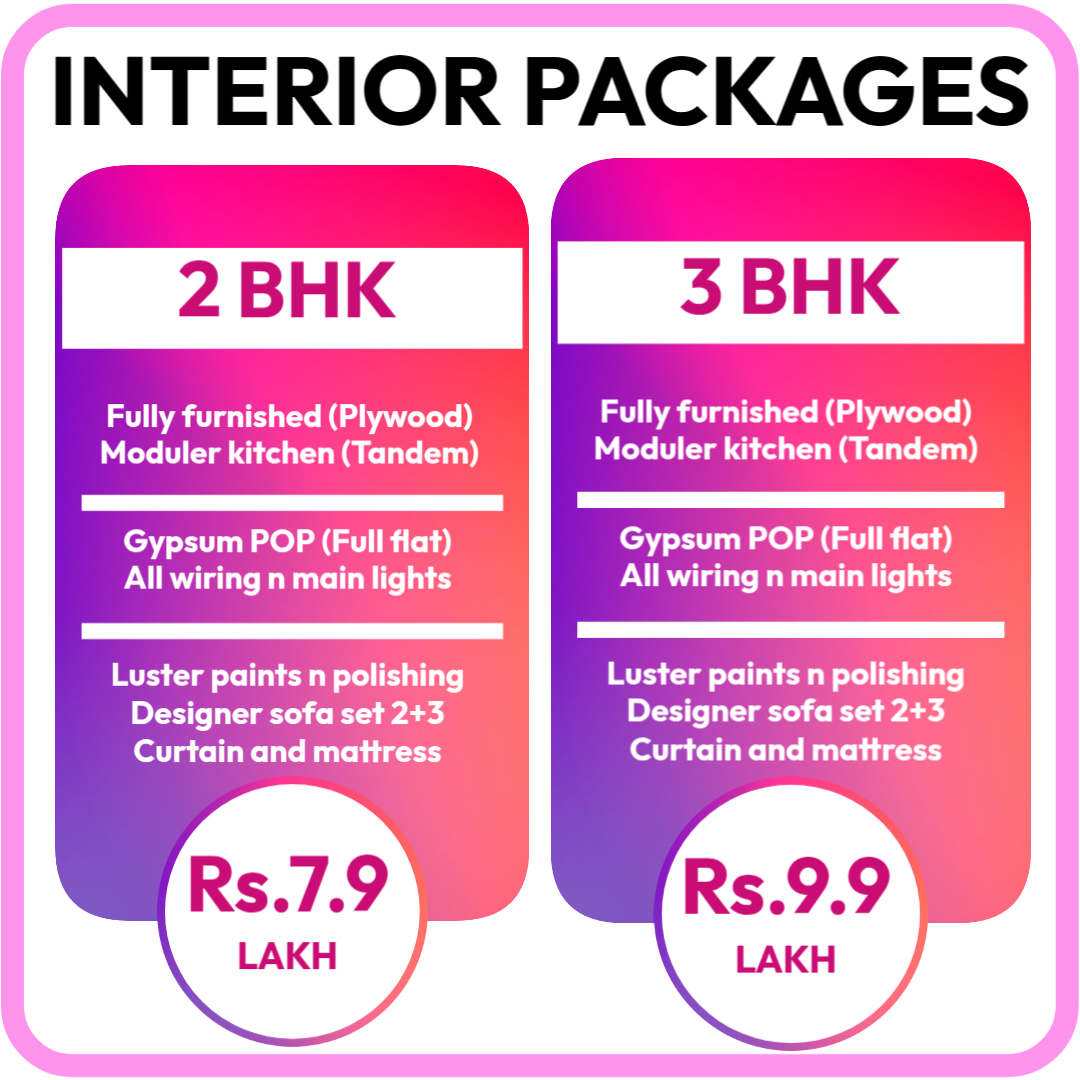 INTERIOR PACKAGES
2 BHK
Fully furnished (Plywood)
Moduler kitchen (Tandem)
Gypsum POP (Full flat)
All wiring n main lights
Luster paints n polishing
Designer sofa set 2+3
Curtain and mattress
Rs.7.9
LAKH
3 BHK
Fully furnished (Plywood)
Moduler kitchen (Tandem)
Gypsum POP (Full flat)
All wiring n main lights
Luster paints n polishing
Designer sofa set 2+3
Curtain and mattress
Rs.9.9
LAKH